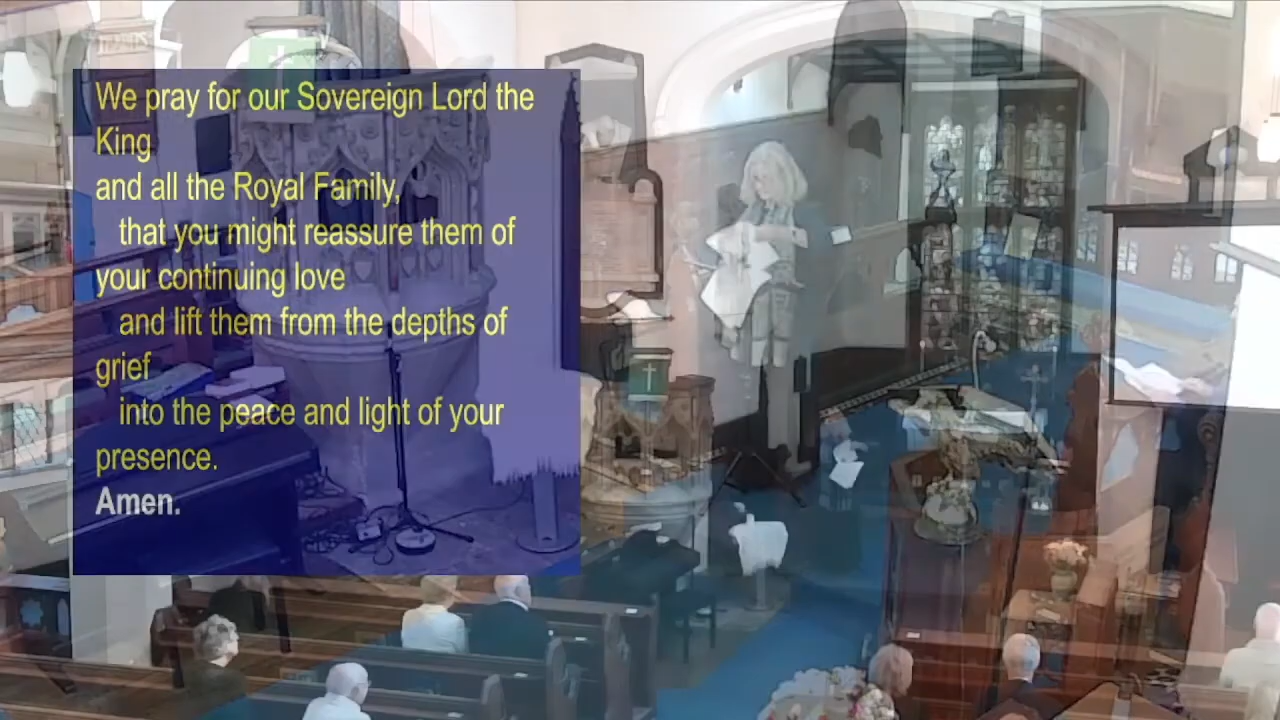 We pray for our Sovereign Lord the
King
and all the Royal Family,
that you might reassure them of
your continuing love
and lift them from the depths of
grief
into the peace and light of your
presence.
Amen.